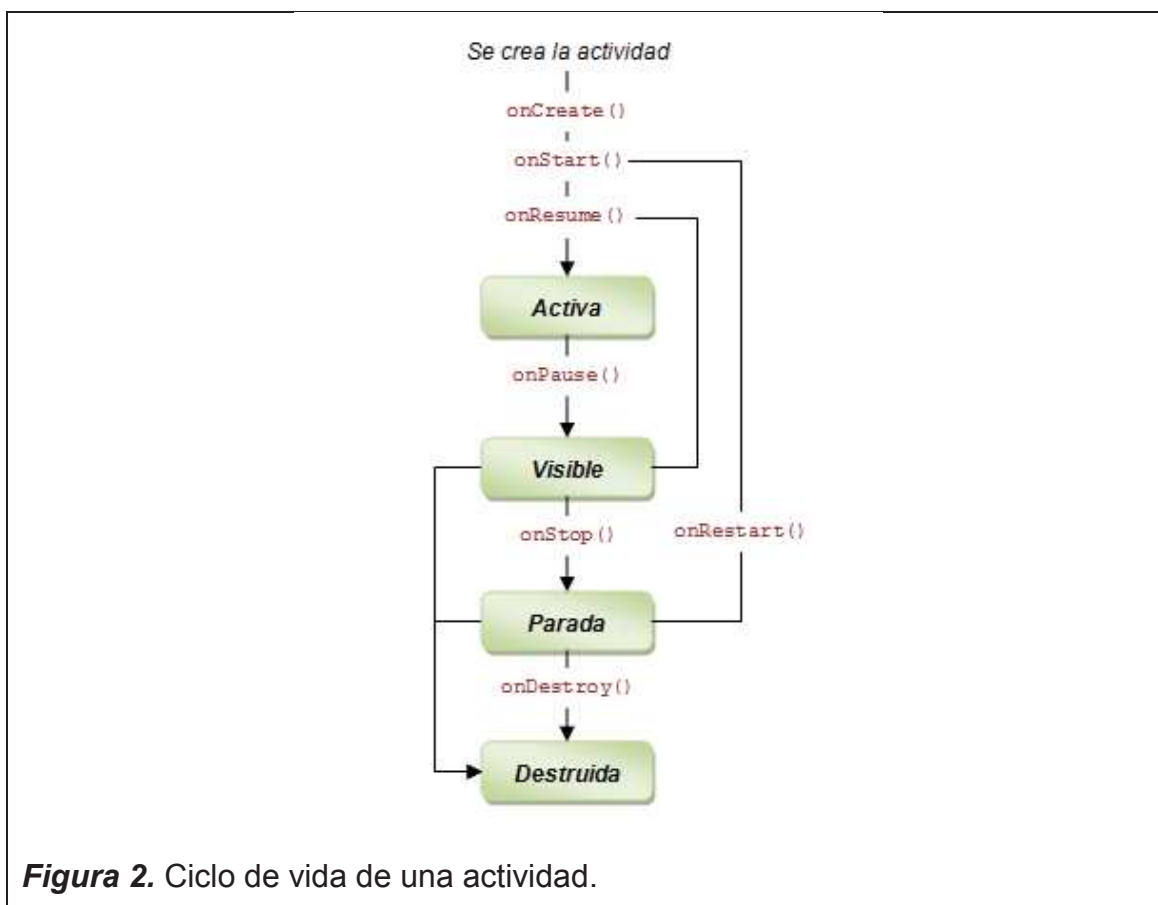 Se crea la actividad
onCreate()
onStart()
onResume()
Activa
onPause()
Visible
onStop()
onRestart()
Parada
onDestroy()
Destruida
Figura 2. Ciclo de vida de una actividad.